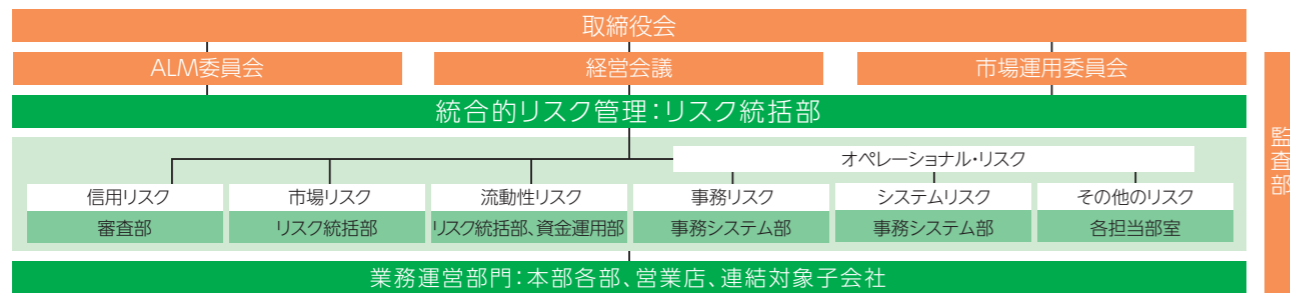 取締役会
ALM委員会
経営会議
市場運用委員会
統合的リスク管理：リスク統括部
オペレーショナル・リスク
信用リスク
市場リスク
流動性リスク
事務リスク
システムリスク
その他のリスク
審査部
リスク統括部
リスク統括部、資金運用部
事務システム部
事務システム部
各担当部室
業務運営部門：本部各部、営業店、連結対象子会社
監査部